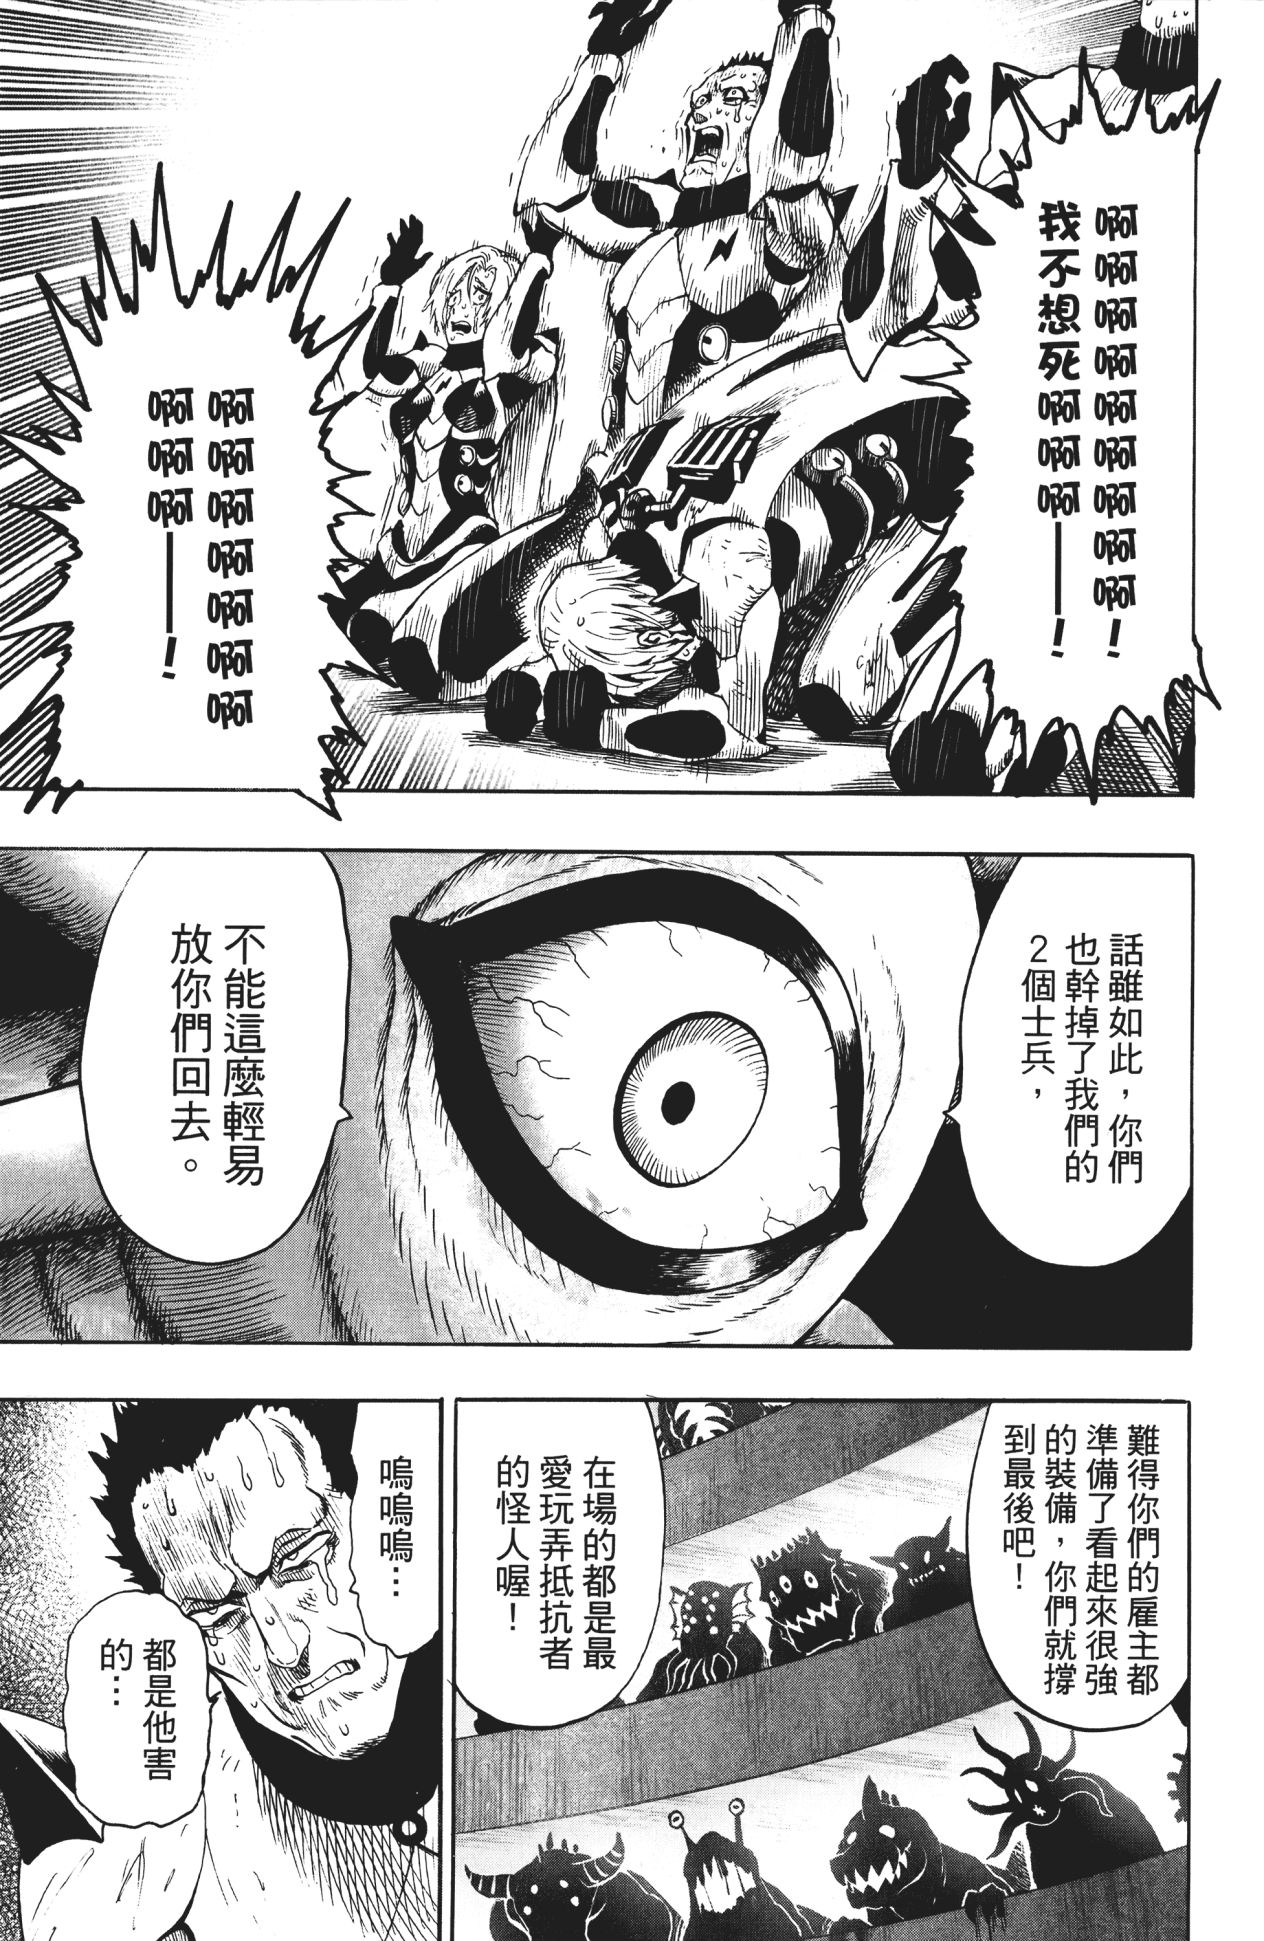 啊啊啊啊啊啊啊啊啊！
我不想死啊啊啊——！
啊啊啊啊啊啊啊
啊啊啊——！
話雖如此，你們
也幹掉了我們的
2個士兵，
不能這麼輕易
放你們回去。
難得你們的雇主都
準備了看起來很強
的裝備，你們就撐
到最後吧！
在場的都是最
愛玩弄抵抗者
的怪人喔！
嗚嗚嗚…
都是他害
的…